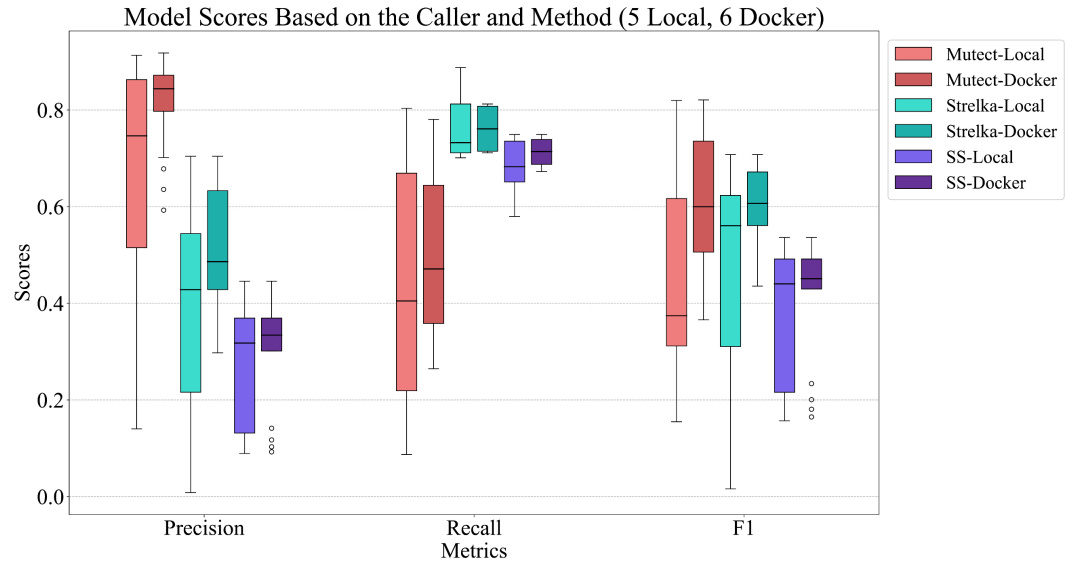 Model Scores Based on the Caller and Method (5 Local, 6 Docker)
Mutect-Local
Mutect-Docker
Strelka-Local
Strelka-Docker
SS-Local
SS-Docker
Scores
0.8
0.6
0.4
0.2
0.0
Precision
Recall
F1
Metrics